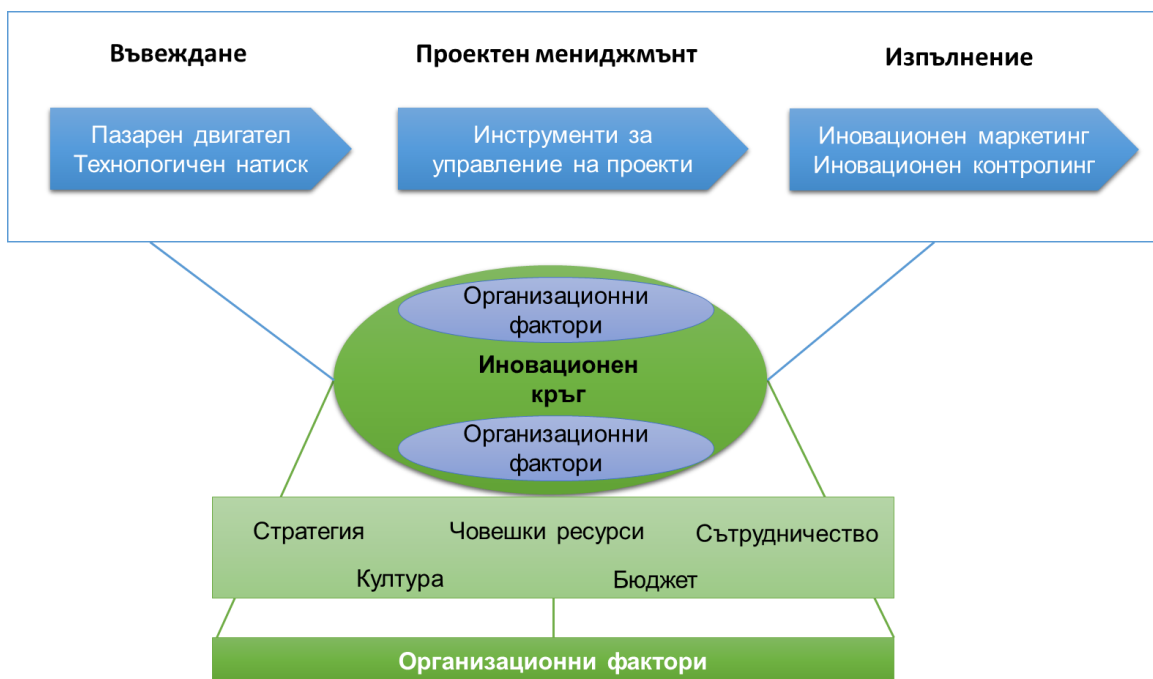 Въвеждане
Проектен мениджмънт
Изпълнение
Пазарен двигател
Технологичен натиск
Инструменти за
управление на проекти
Иновационен маркетинг
Иновационен контролинг
Организационни
фактори
Иновационен
кръг
Организационни
фактори
Стратегия
Човешки ресурси
Сътрудничество
Култура
Бюджет
Организационни фактори